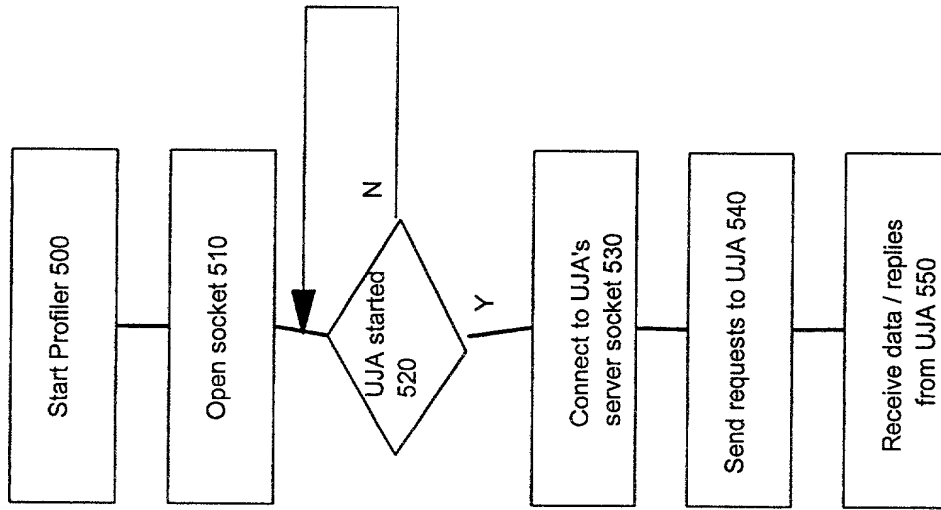 Start Profiler 500
Open socket 510
UJA started
520
N
Y
Connect to UJA's
server socket 530
Send requests to UJA 540
Receive data / replies
from UJA 550